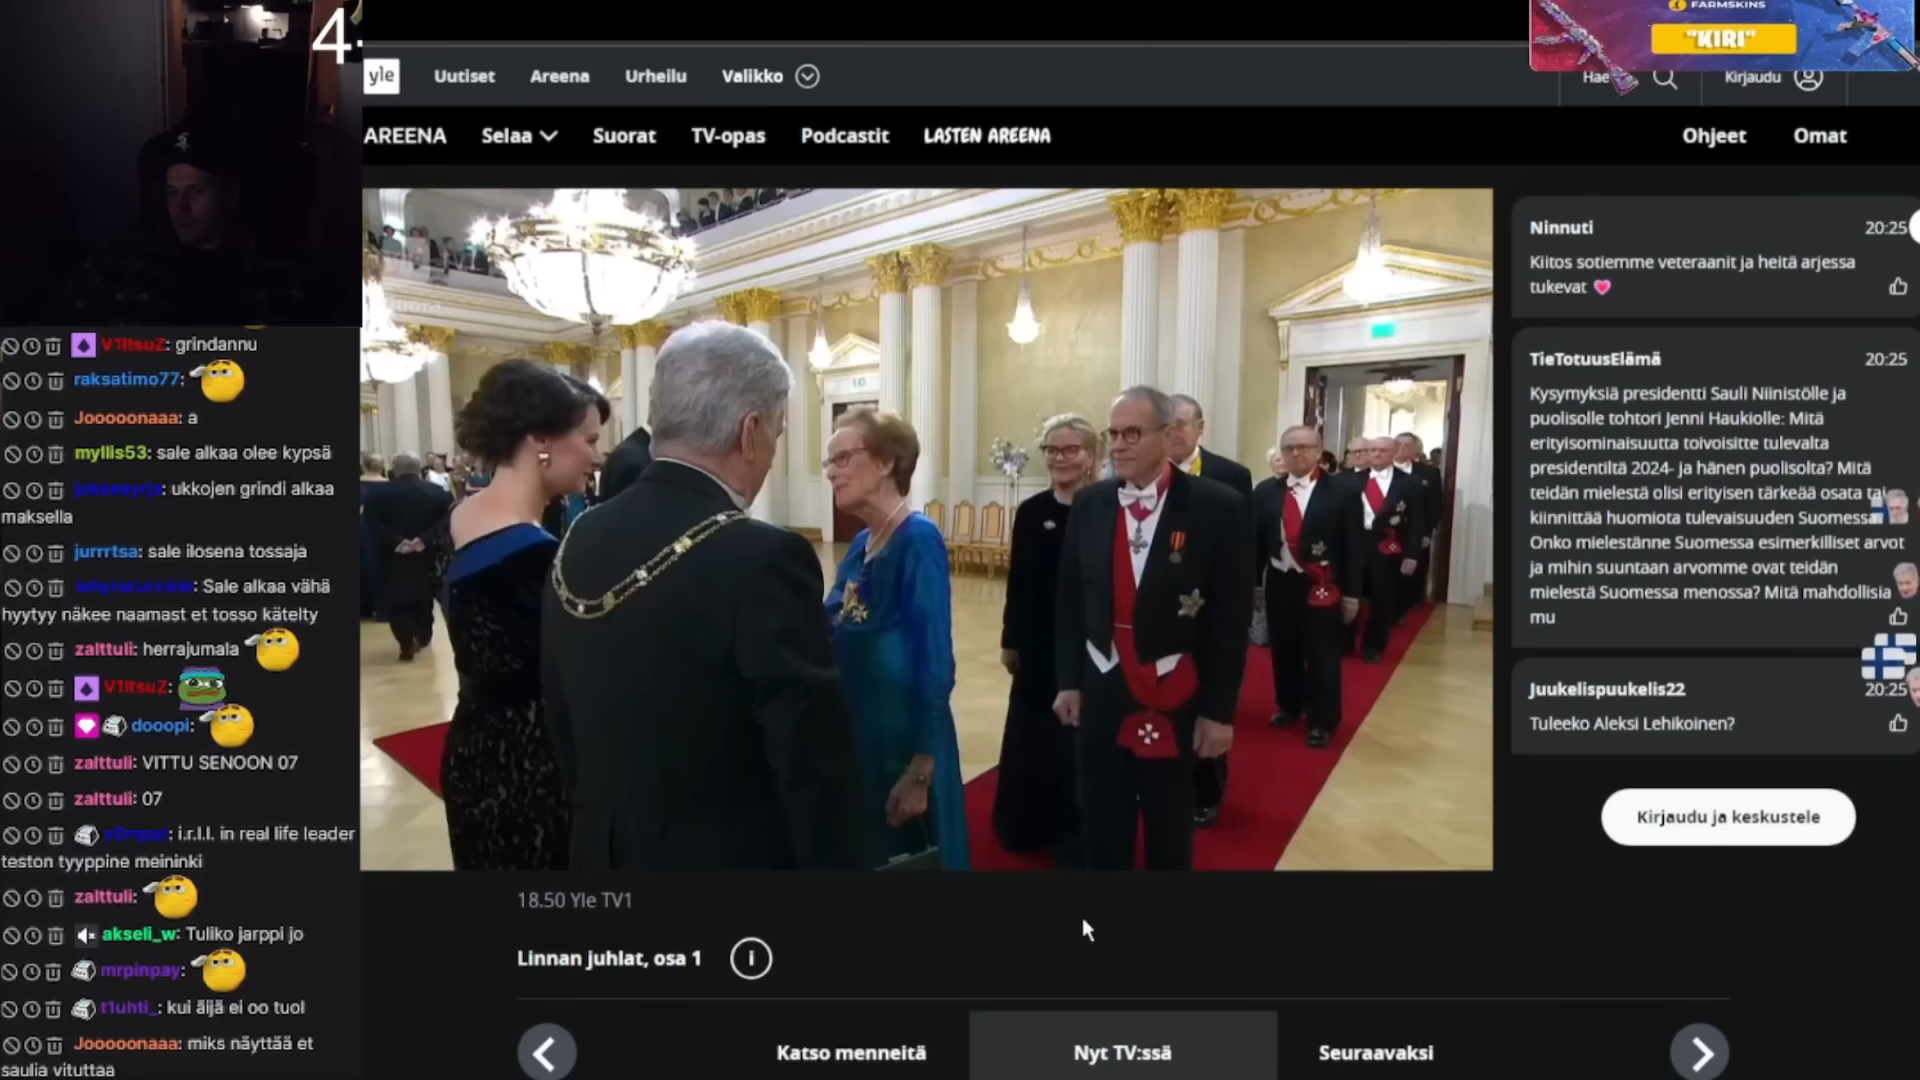 4
yle
Uutiset
Areena
Urheilu
Valikko
Hae
Kirjaudu
FARMSKINS
"KIRI"
AREENA
Selaa
Suorat
TV-opas
Podcastit
LASTEN AREENA
Ohjeet
Omat
V1ltsuZ: grindannu
raksatimo77:
Jooooonaaa: a
myllis53: sale alkaa olee kypsä
: ukkojen grindi alkaa
maksella
jurrrtsa: sale ilosena tossaja
: Sale alkaa vähä
hyytyy näkee naamast et tosso kätelty
zalttuli: herrajumala
V1ltsuZ:
dooopi:
zalttuli: VITTU SENOON 07
zalttuli: 07
: i.r.l.l. in real life leader
teston tyyppine meininki
zalttuli:
akseli_w: Tuliko jarppi jo
mrpinpay:
t1uhti_: kui äijä ei oo tuol
Jooooonaaa: miks näyttää et
saulia vituttaa
Ninnuti
20:25
Kiitos sotiemme veteraanit ja heitä arjessa
tukevat
TieTotuusElämä
20:25
Kysymyksiä presidentti Sauli Niinistölle ja
puolisolle tohtori Jenni Haukiolle: Mitä
erityisominaisuutta toivoisitte tulevalta
presidentiltä 2024- ja hänen puolisolta? Mitä
teidän mielestä olisi erityisen tärkeää osata tai
kiinnittää huomiota tulevaisuuden Suomessa
Onko mielestänne Suomessa esimerkilliset arvot
ja mihin suuntaan arvomme ovat teidän
mielestä Suomessa menossa? Mitä mahdollisia
mu
Juukelispuukelis22
20:25
Tuleeko Aleksi Lehikoinen?
Kirjaudu ja keskustele
18.50 Yle TV1
Linnan juhlat, osa 1
i
Katso menneitä
Nyt TV:ssä
Seuraavaksi